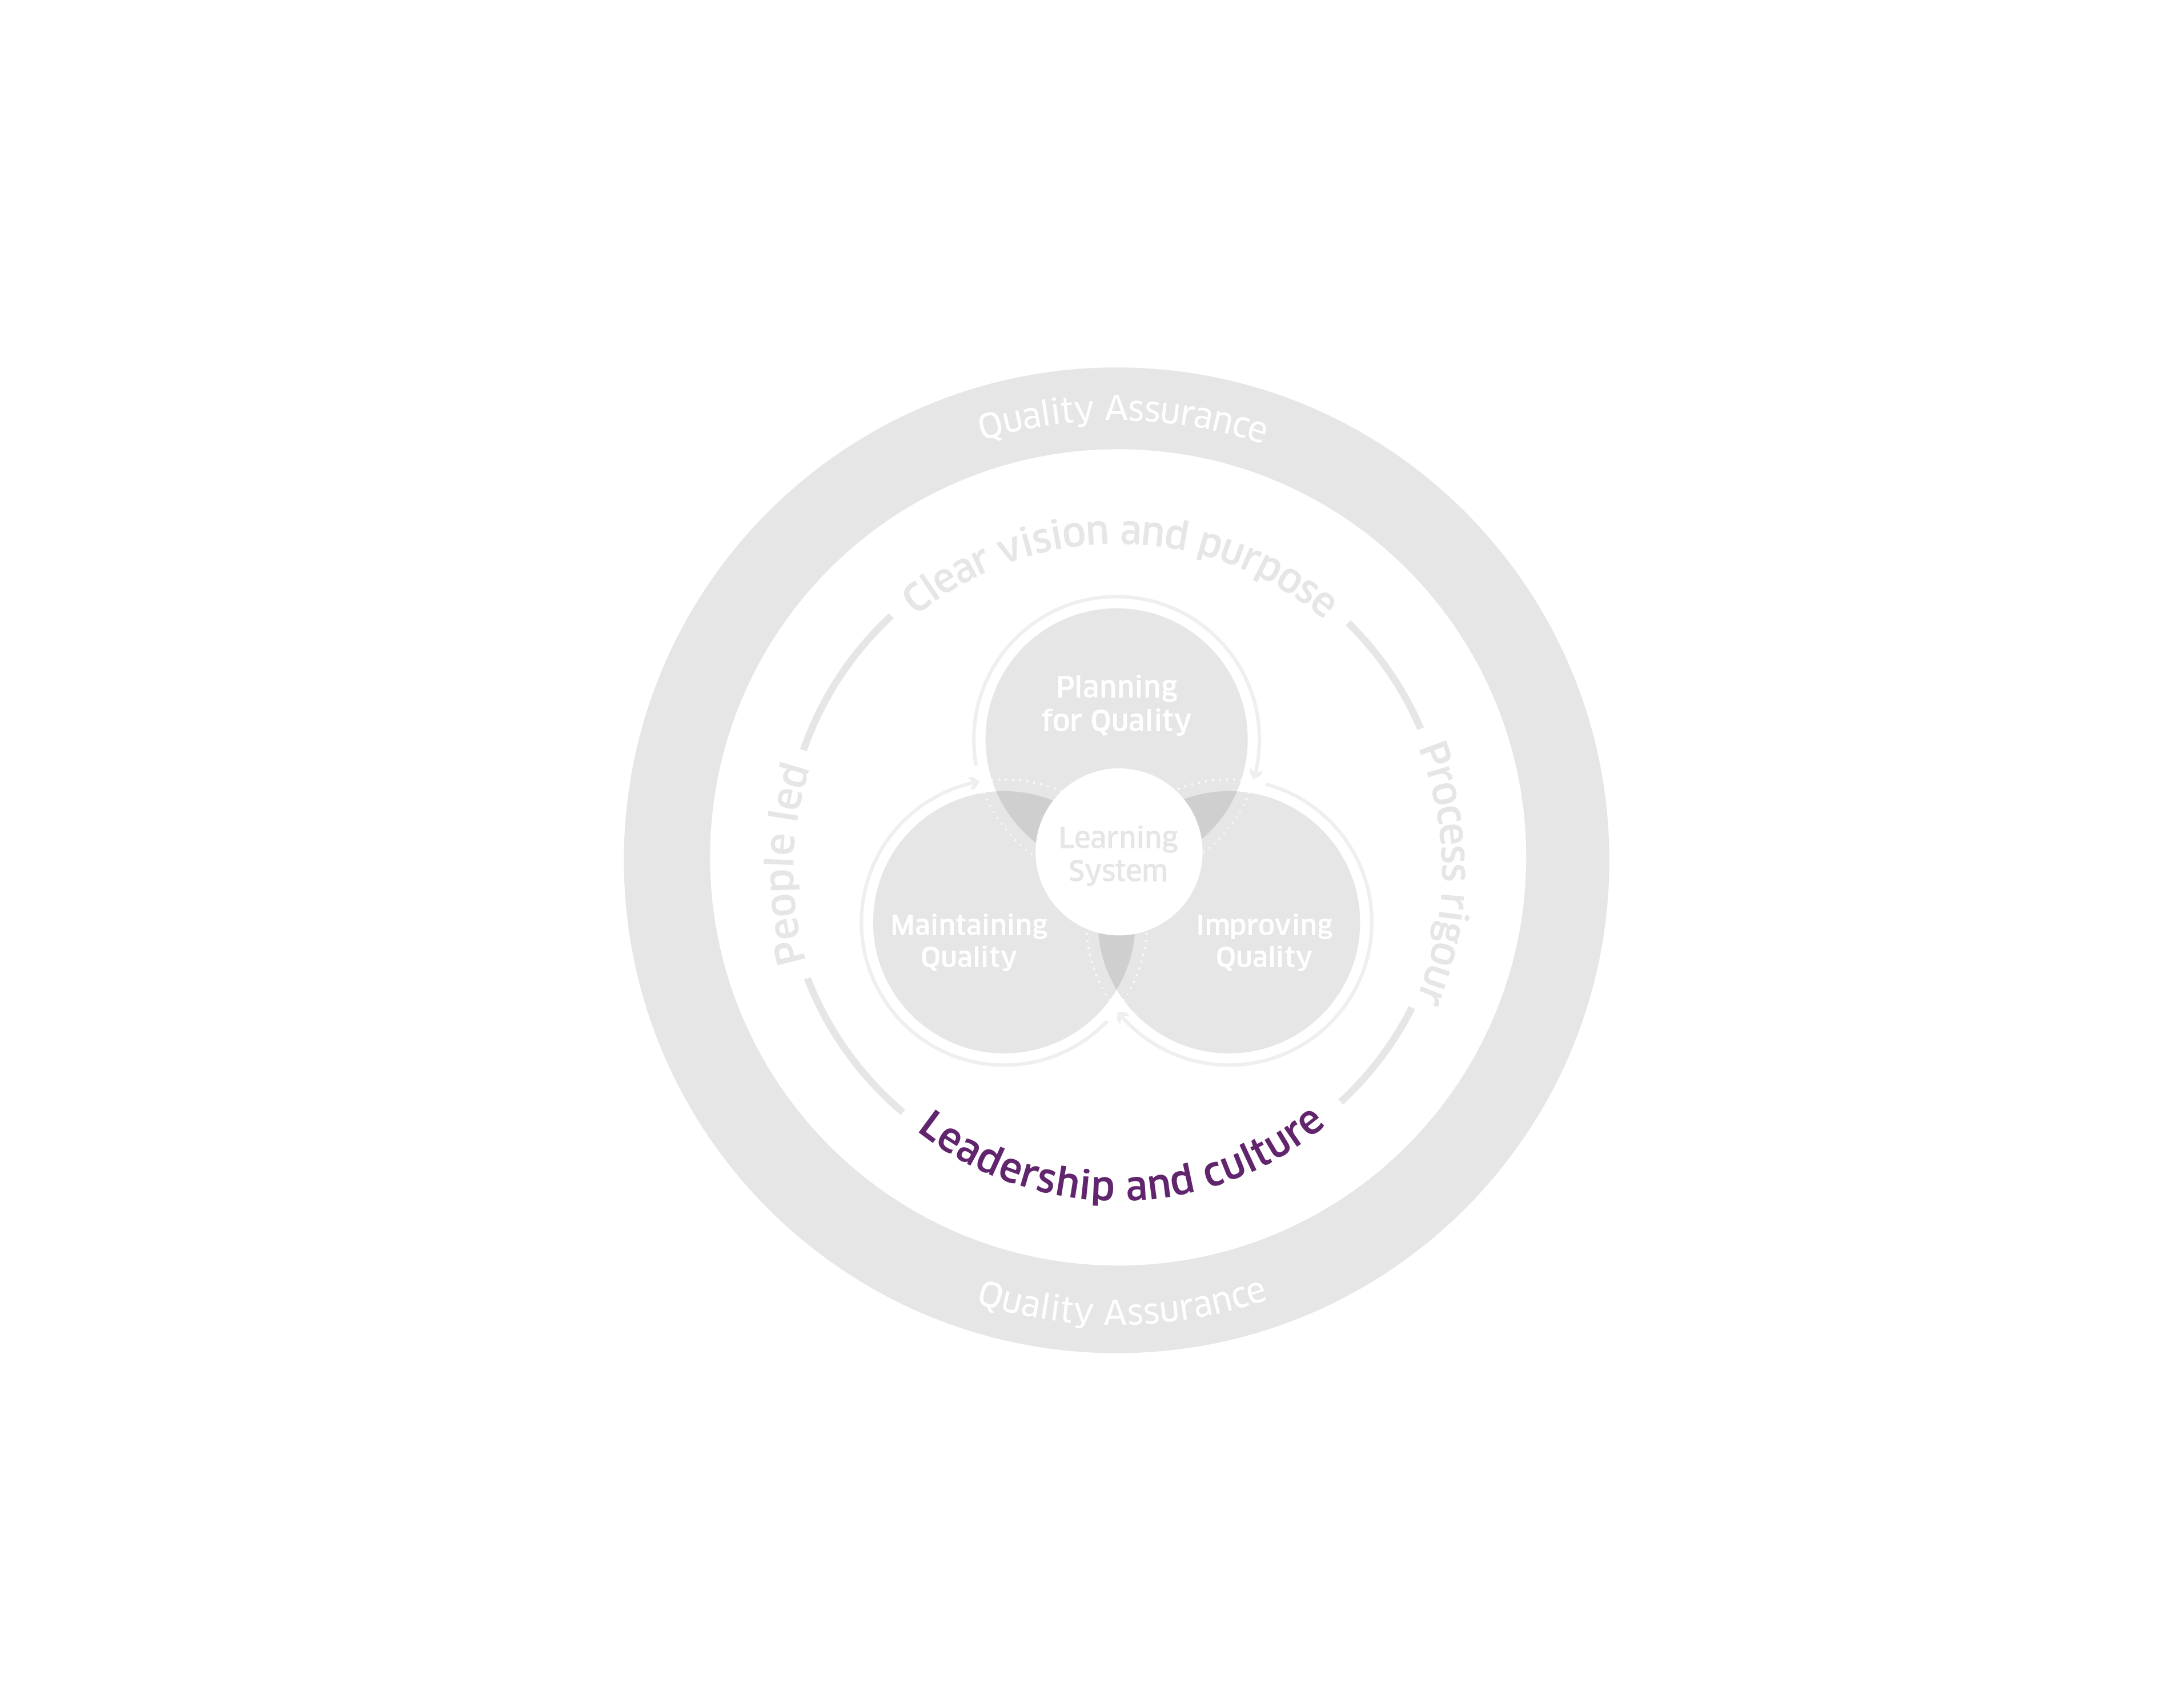 Quality Assurance
Clear vision and purpose
Planning
for Quality
People led
Process rigour
Learning
System
Maintaining
Quality
Improving
Quality
Leadership and culture
Quality Assurance